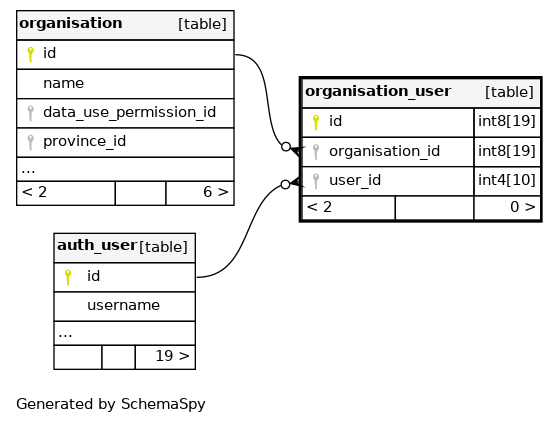 organisation [table]
id
name
data_use_permission_id
province_id
...
< 2 6 >
organisation_user [table]
id int8[19]
organisation_id int8[19]
user_id int4[10]
< 2 0 >
auth_user [table]
id
username
...
19 >
Generated by SchemaSpy